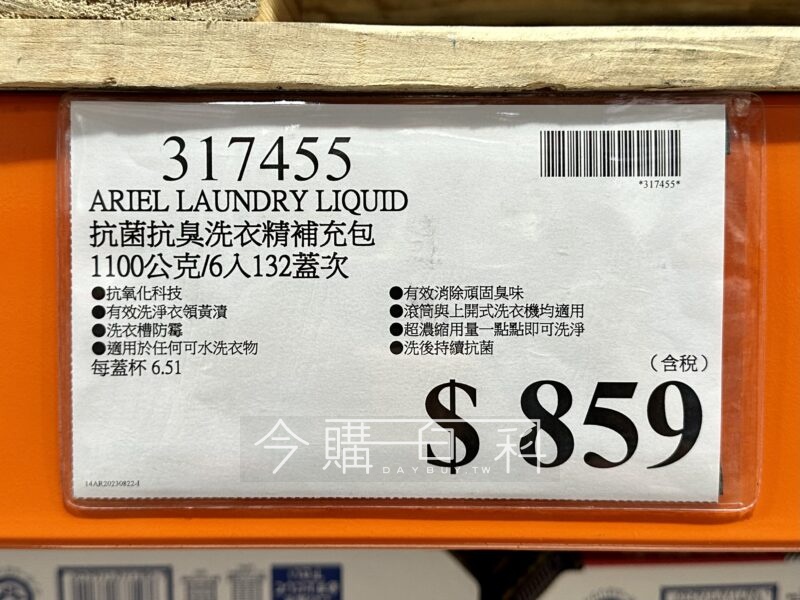 317455
*317455*
ARIEL LAUNDRY LIQUID
抗菌抗臭洗衣精補充包
1100公克/6入132蓋次
●抗氧化科技
●有效洗淨衣領黃漬
●洗衣槽防霉
●適用於任何可水洗衣物
每蓋杯 6.51
●有效消除頑固臭味
●滾筒與上開式洗衣機均適用
●超濃縮用量一點點即可洗淨
●洗後持續抗菌
(含稅)
$ 859
今購百科
DAYBUY.TW
14AR20230822-I